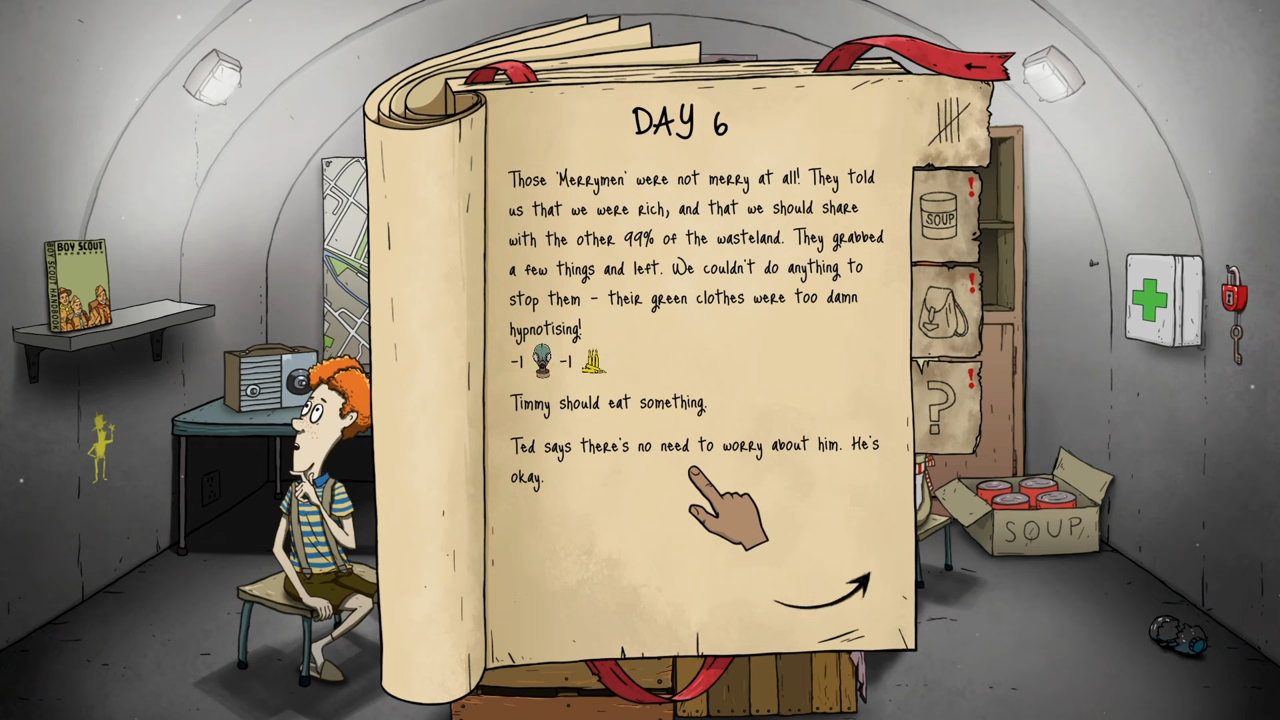 DAY 6
Those 'Merrymen' were not merry at all! They told
us that we were rich, and that we should share
with the other 99% of the wasteland. They grabbed
a few things and left. We couldn't do anything to
stop them - their green clothes were too damn
hypnotising!
-1 -1
Timmy should eat something.
Ted says there's no need to worry about him. He's
okay.
BOY SCOUT
BOY SCOUT HANDBOOK
SOUP
!
!
!
?
SOUP